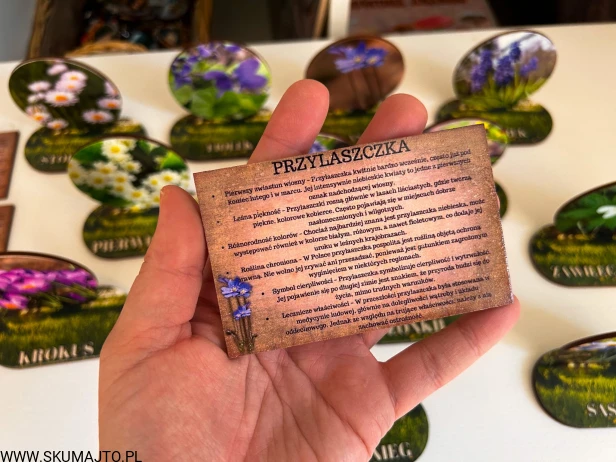 PRZYLASZCZKA
Pierwszy zwiastun wiosny - Przylaszczka kwitnie bardzo wcześnie, często już pod
koniec lutego i w marcu. Jej intensywnie niebieskie kwiaty to jedne z pierwszych
oznak nadchodzącej wiosny.
Leśna piękność - Przylaszczki rosną głównie w lasach liściastych, gdzie tworzą
piękne, kolorowe kobierce. Często pojawiają się w miejscach dobrze
nasłonecznionych i wilgotnych.
Różnorodność kolorów - Chociaż najbardziej znana jest przylaszczka niebieska, może
występować również w kolorze białym, różowym, a nawet fioletowym, co dodaje jej
uroku w leśnych krajobrazach.
Roślina chroniona - W Polsce przylaszczka pospolita jest rośliną objętą ochroną
prawną. Nie wolno jej zrywać ani przesadzać, ponieważ jest gatunkiem zagrożonym
wyginięciem w niektórych regionach.
Symbol cierpliwości - Przylaszczka symbolizuje cierpliwość i wytrwałość.
Jej pojawienie się po długiej zimie jest znakiem, że przyroda budzi się do
życia, mimo trudnych warunków.
Lecznicze właściwości - W przeszłości przylaszczka była stosowana w
medycynie ludowej, głównie na dolegliwości wątroby i układu
oddechowego. Jednak ze względu na trujące właściwości, należy z nią
zachować ostrożność.
KROKUS
WWW.SKUMAJTO.PL